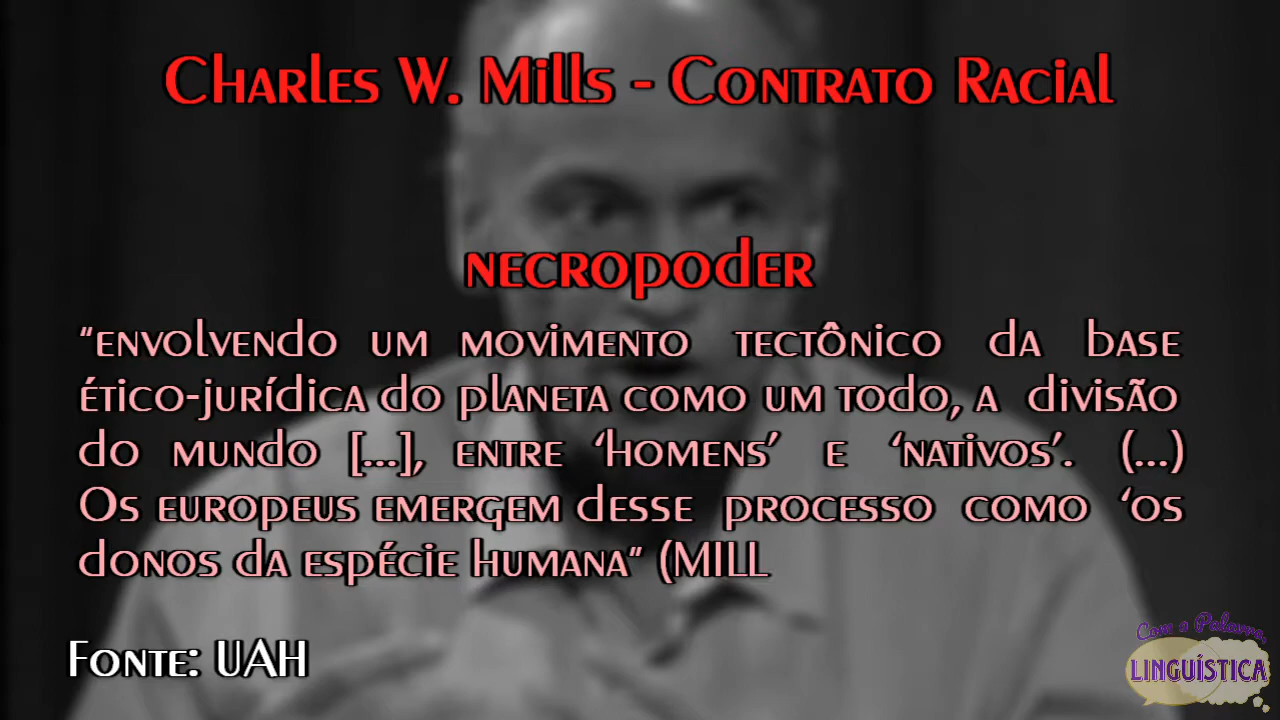 Charles W. Mills - Contrato Racial
necropoder
"envolvendo um movimento tectônico da base
ético-jurídica do planeta como um todo, a divisão
do mundo [...], entre ‘homens’ e ‘nativos’. (...)
Os europeus emergem desse processo como ‘os
donos da espécie humana" (MILL
Fonte: UAH
Com a Palavra,
LINGUÍSTICA